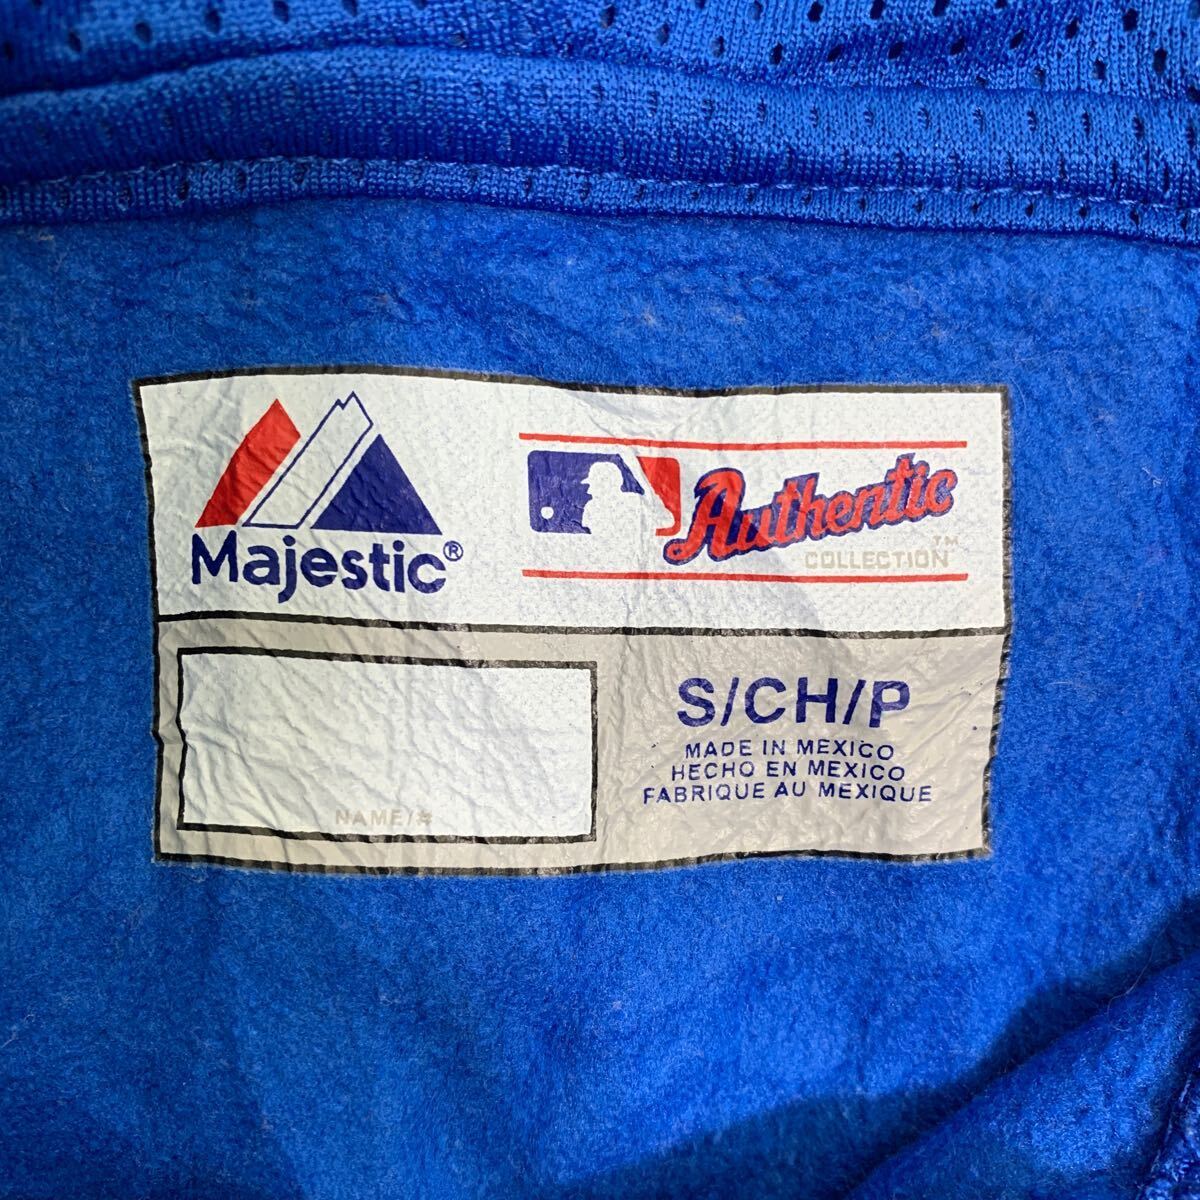 Majestic®
Authentic
COLLECTION™
NAME/#
S/CH/P
MADE IN MEXICO
HECHO EN MEXICO
FABRIQUE AU MEXIQUE